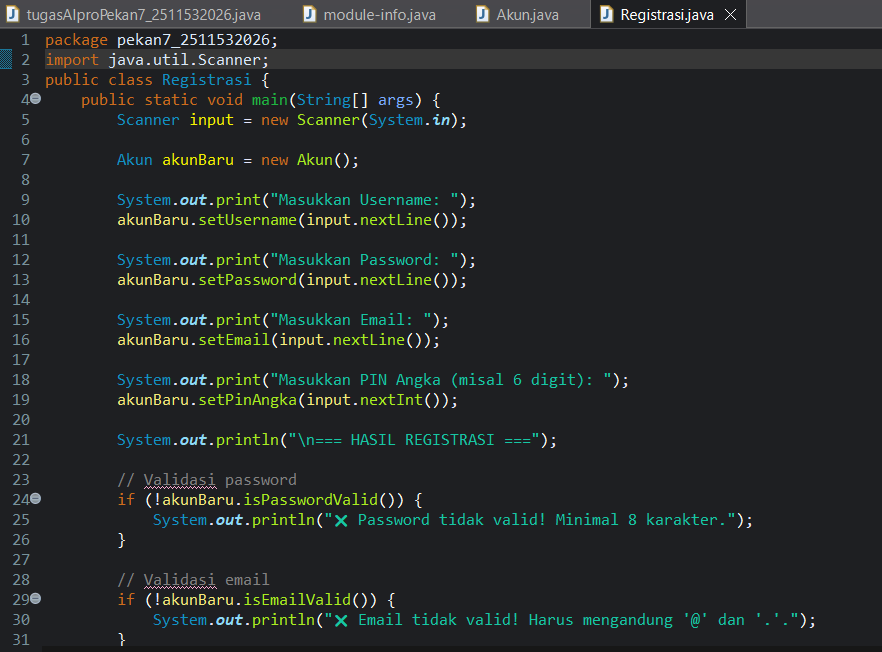 tugasAlproPekan7_2511532026.java module-info.java Akun.java Registrasi.java
1 package pekan7_2511532026;
2 import java.util.Scanner;
3 public class Registrasi {
4 public static void main(String[] args) {
5 Scanner input = new Scanner(System.in);
6
7 Akun akunBaru = new Akun();
8
9 System.out.print("Masukkan Username: ");
10 akunBaru.setUsername(input.nextLine());
11
12 System.out.print("Masukkan Password: ");
13 akunBaru.setPassword(input.nextLine());
14
15 System.out.print("Masukkan Email: ");
16 akunBaru.setEmail(input.nextLine());
17
18 System.out.print("Masukkan PIN Angka (misal 6 digit): ");
19 akunBaru.setPinAngka(input.nextInt());
20
21 System.out.println("\n=== HASIL REGISTRASI ===");
22
23 // Validasi password
24 if (!akunBaru.isPasswordValid()) {
25 System.out.println("❌ Password tidak valid! Minimal 8 karakter.");
26 }
27
28 // Validasi email
29 if (!akunBaru.isEmailValid()) {
30 System.out.println("❌ Email tidak valid! Harus mengandung '@' dan '.'.");
31 }